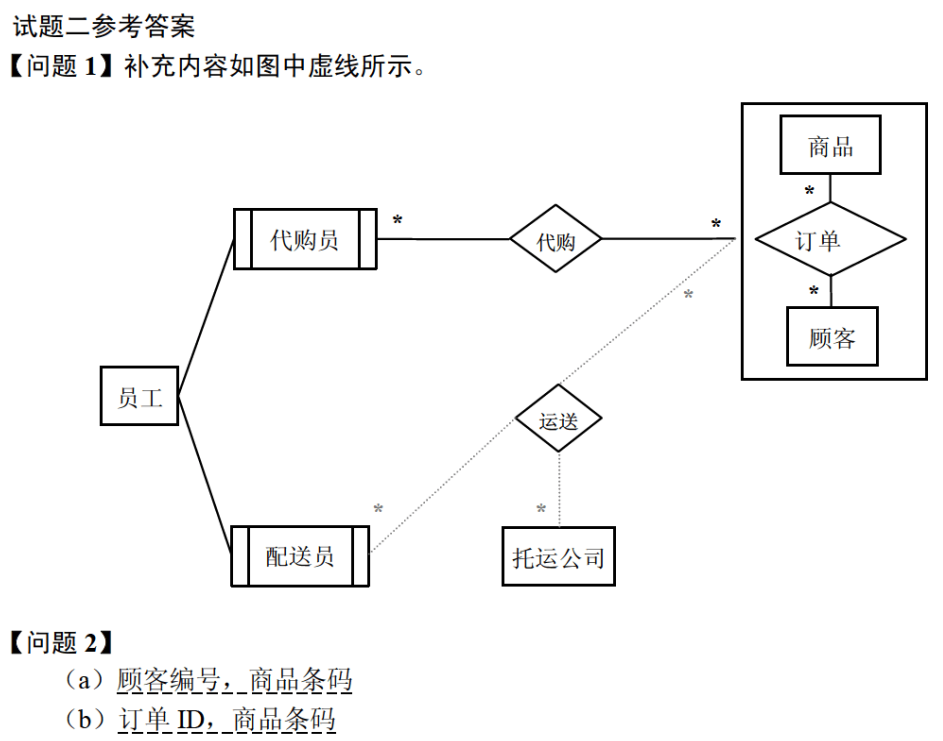 试题二参考答案
【问题 1】补充内容如图中虚线所示。
商品
*
代购员
*
代购
*
订单
*
*
顾客
员工
运送
*
*
配送员
托运公司
【问题 2】
（a）顾客编号，商品条码
（b）订单 ID，商品条码